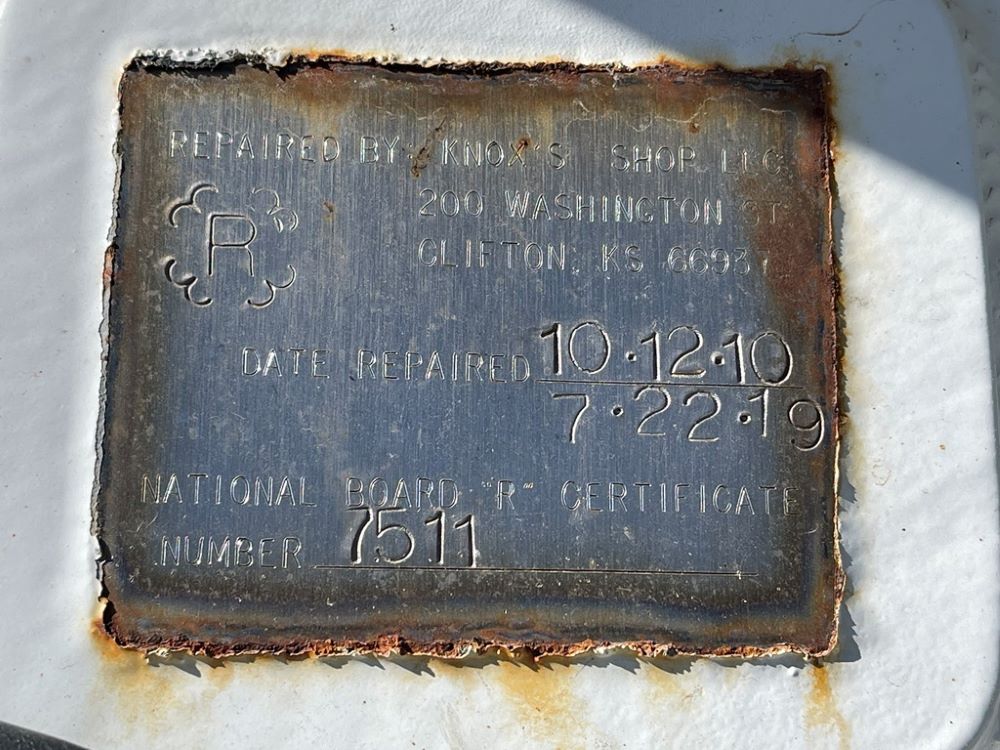 REPAIRED BY: KNOX'S SHOP LLC.
R
200 WASHINGTON ST.
CLIFTON, KS 66937
DATE REPAIRED 10·12·10
7·22·19
NATIONAL BOARD "R" CERTIFICATE
NUMBER 7511